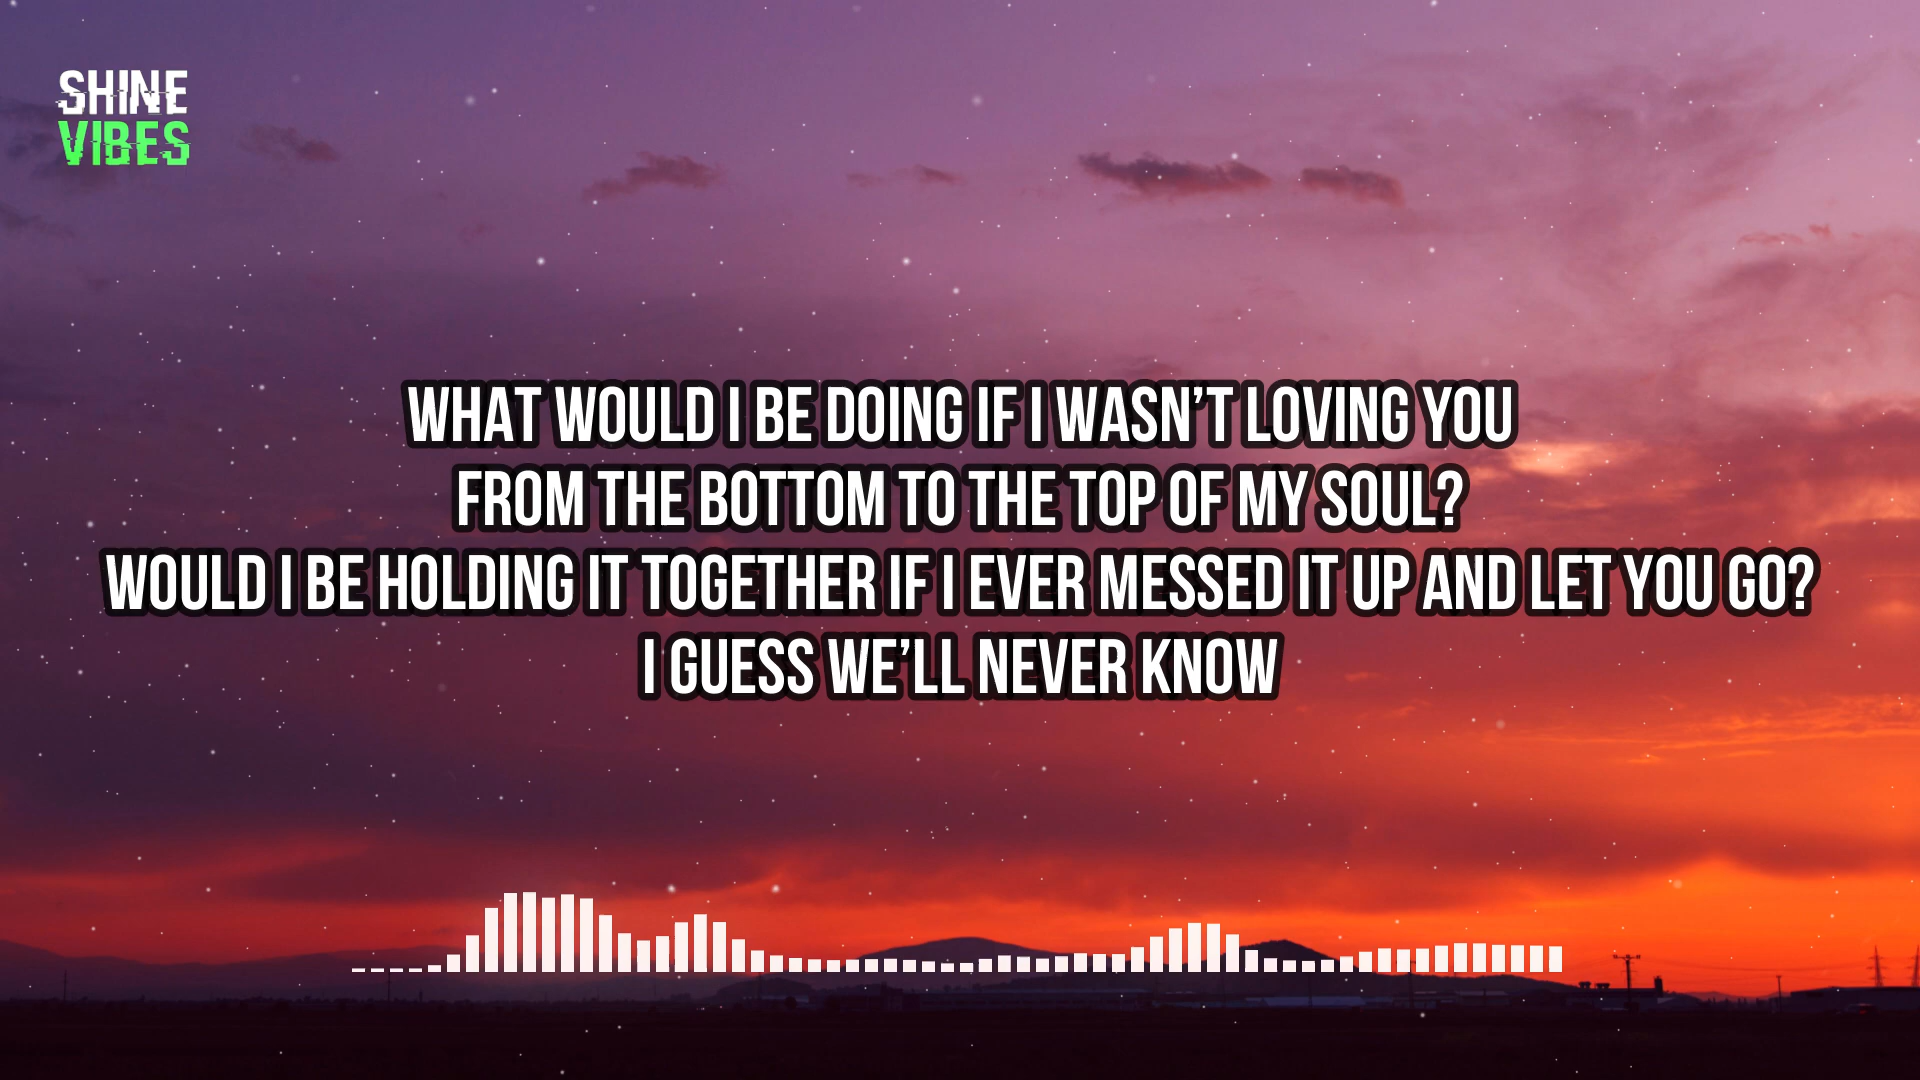 SHINE
VIBES
WHAT WOULD I BE DOING IF I WASN’T LOVING YOU
FROM THE BOTTOM TO THE TOP OF MY SOUL?
WOULD I BE HOLDING IT TOGETHER IF I EVER MESSED IT UP AND LET YOU GO?
I GUESS WE’LL NEVER KNOW